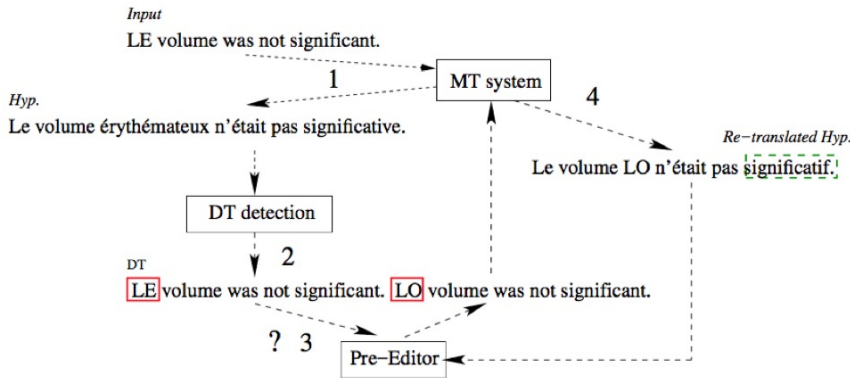 Input
LE volume was not significant.
1
MT system
4
Hyp.
Le volume érythémateux n'était pas significative.
Re-translated Hyp.
Le volume LO n'était pas significatif.
DT detection
2
DT
LE volume was not significant. LO volume was not significant.
? 3
Pre-Editor